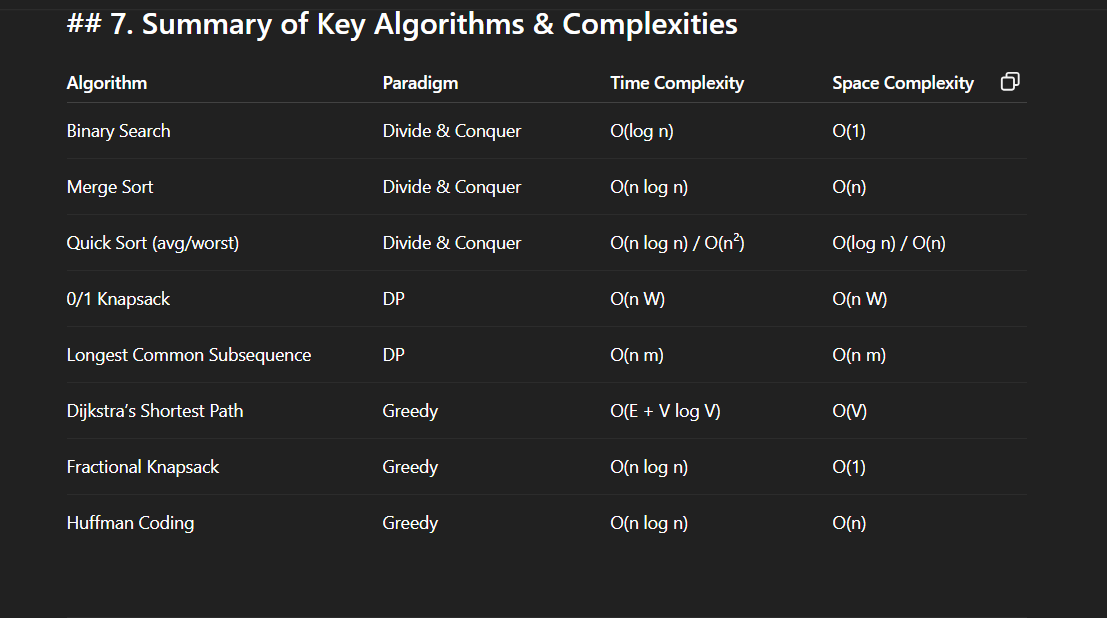 ## 7. Summary of Key Algorithms & Complexities
Algorithm Paradigm Time Complexity Space Complexity
Binary Search Divide & Conquer O(log n) O(1)
Merge Sort Divide & Conquer O(n log n) O(n)
Quick Sort (avg/worst) Divide & Conquer O(n log n) / O(n²) O(log n) / O(n)
0/1 Knapsack DP O(n W) O(n W)
Longest Common Subsequence DP O(n m) O(n m)
Dijkstra’s Shortest Path Greedy O(E + V log V) O(V)
Fractional Knapsack Greedy O(n log n) O(1)
Huffman Coding Greedy O(n log n) O(n)